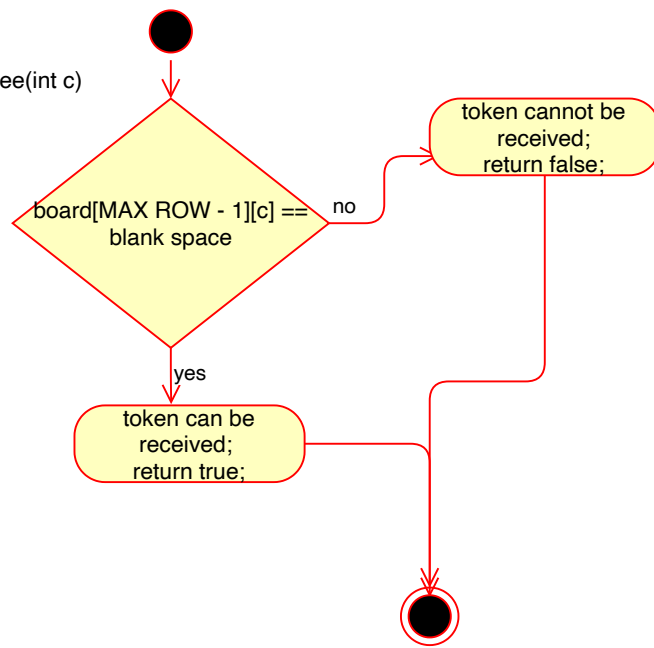 ee(int c)
token cannot be
received;
return false;
board[MAX ROW - 1][c] ==
blank space
no
yes
token can be
received;
return true;